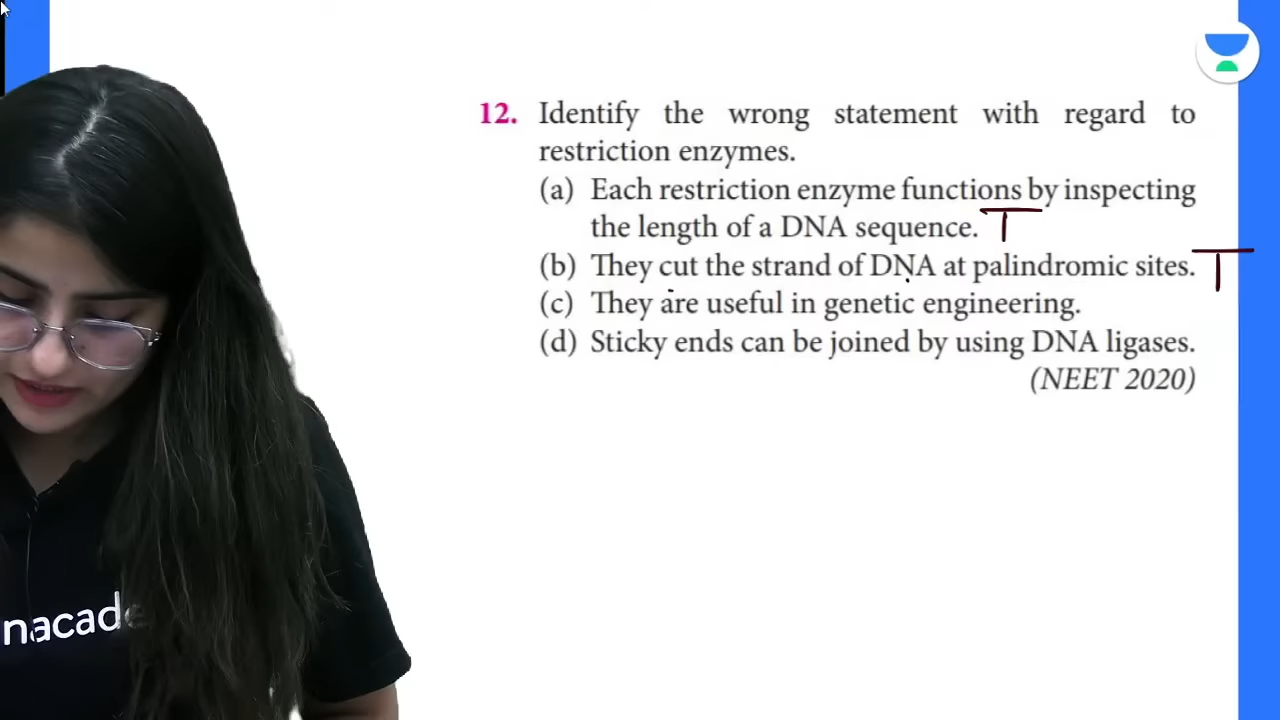 12. Identify the wrong statement with regard to
restriction enzymes.
(a) Each restriction enzyme functions by inspecting
the length of a DNA sequence. T
(b) They cut the strand of DNA at palindromic sites. T
(c) They are useful in genetic engineering.
(d) Sticky ends can be joined by using DNA ligases.
(NEET 2020)
nacade